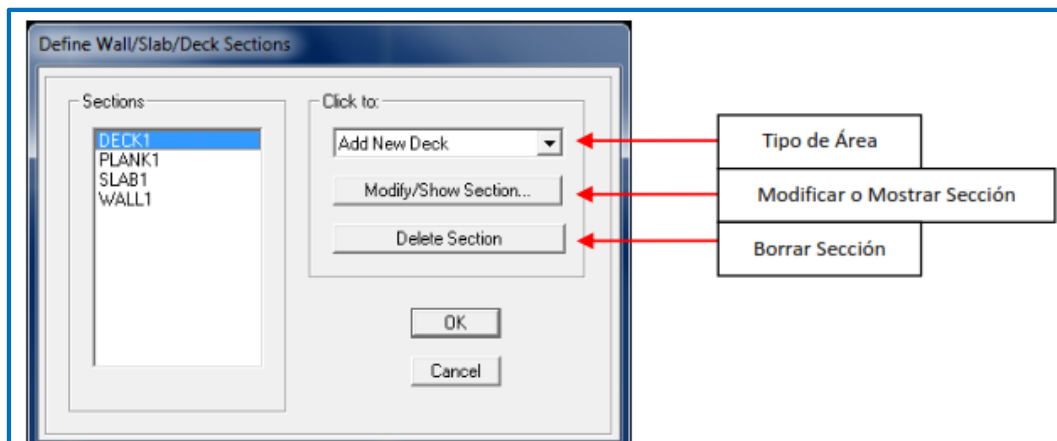 Define Wall/Slab/Deck Sections
Sections
DECK1
PLANK1
SLAB1
WALL1
Click to:
Add New Deck
Modify/Show Section...
Delete Section
OK
Cancel
Tipo de Área
Modificar o Mostrar Sección
Borrar Sección